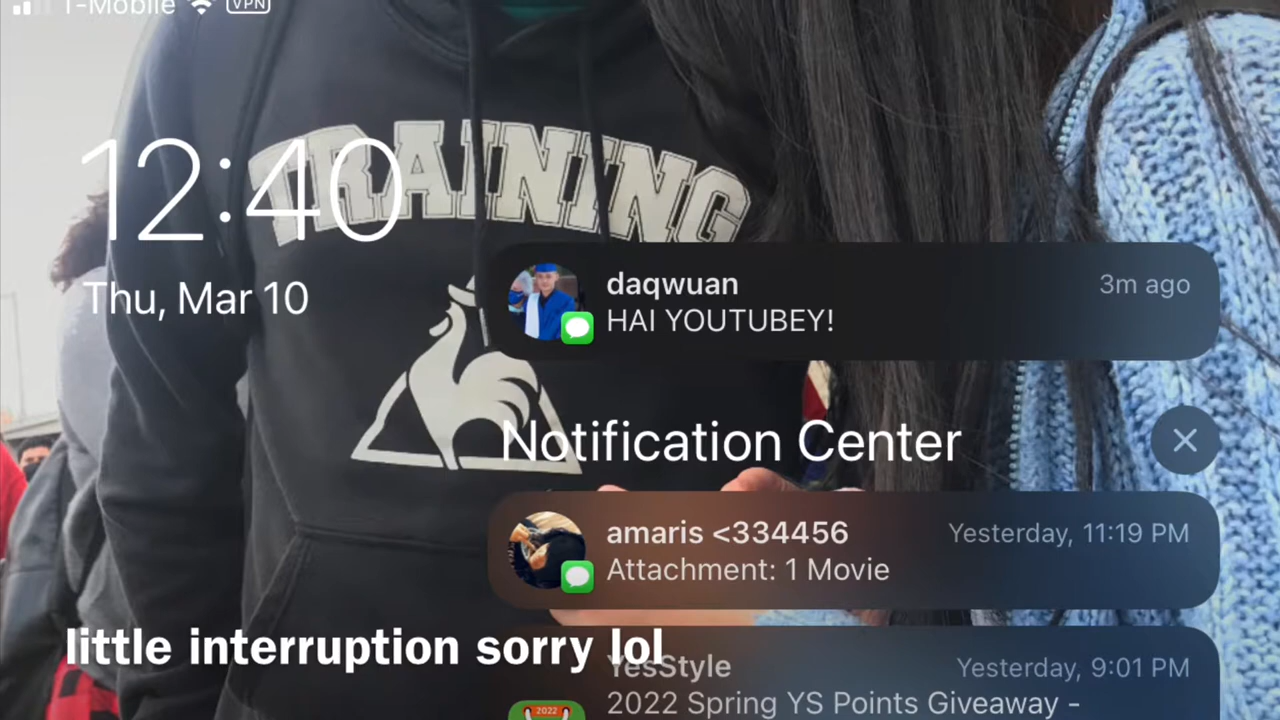 T-Mobile VPN
12:40
Thu, Mar 10
TRAINING
daqwuan
3m ago
HAI YOUTUBEY!
Notification Center
amaris <334456
Yesterday, 11:19 PM
Attachment: 1 Movie
little interruption sorry lol
YesStyle
Yesterday, 9:01 PM
2022
2022 Spring YS Points Giveaway -